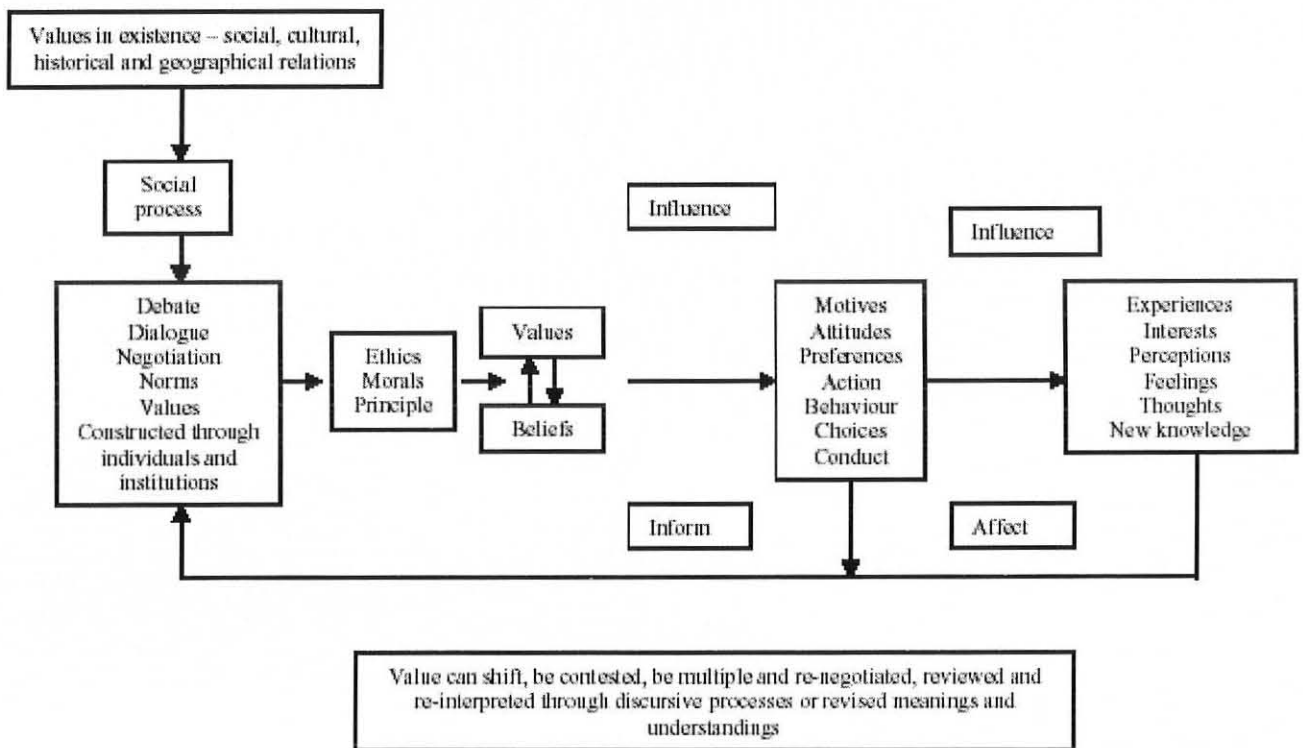 Values in existence – social, cultural,
historical and geographical relations
Social
process
Debate
Dialogue
Negotiation
Norms
Values
Constructed through
individuals and
institutions
Ethics
Morals
Principle
Values
Beliefs
Influence
Inform
Motives
Attitudes
Preferences
Action
Behaviour
Choices
Conduct
Influence
Affect
Experiences
Interests
Perceptions
Feelings
Thoughts
New knowledge
Value can shift, be contested, be multiple and re-negotiated, reviewed and
re-interpreted through discursive processes or revised meanings and
understandings